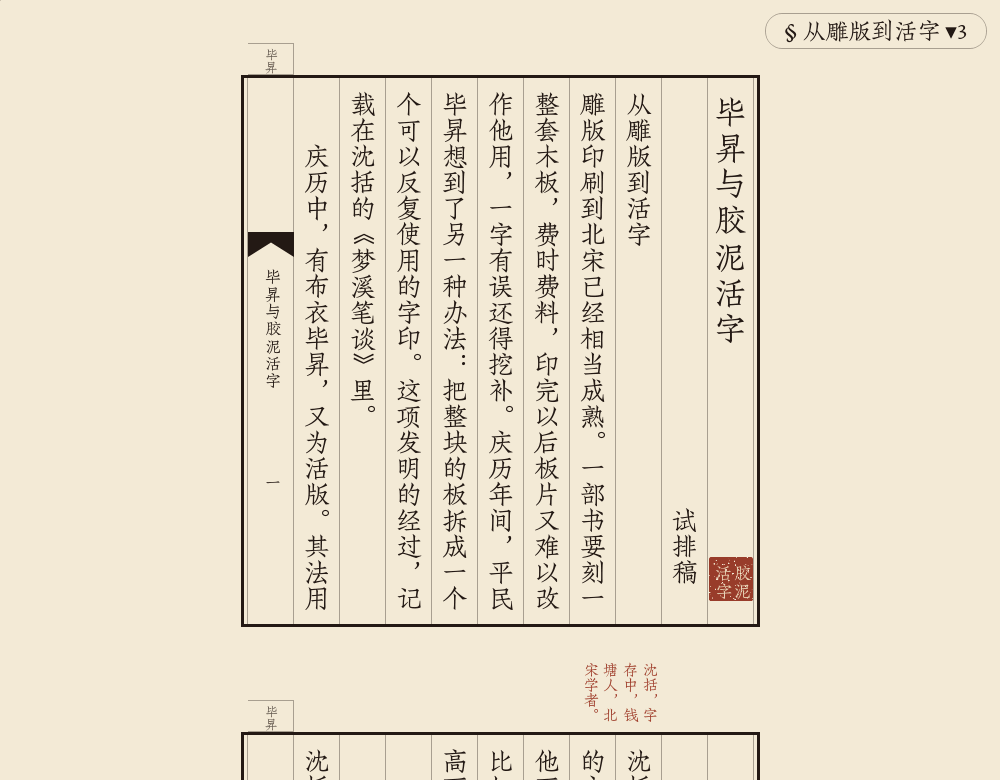 § 从雕版到活字 ▾3
毕昇与胶泥活字
胶泥活字
试排稿
从雕版到活字
雕版印刷到北宋已经相当成熟。一部书要刻一
整套木板，费时费料，印完以后板片又难以改
作他用，一字有误还得挖补。庆历年间，平民
毕昇想到了另一种办法：把整块的板拆成一个
个可以反复使用的字印。这项发明的经过，记
载在沈括的《梦溪笔谈》里。
庆历中，有布衣毕昇，又为活版。其法用
毕昇
毕昇与胶泥活字
一
沈括，字
存中，钱
塘人，北
宋学者。
沈
的
他
比
高
沈
毕昇